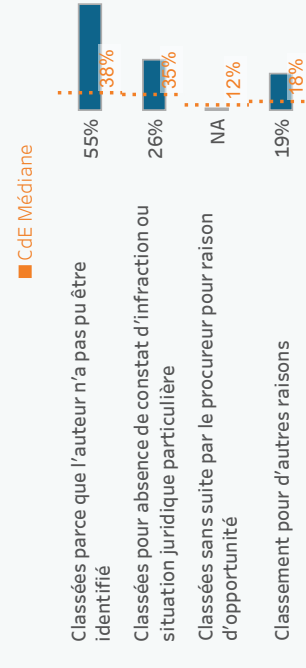 CdE Médiane
Classées parce que l'auteur n'a pas pu être
identifié
55%
38%
Classées pour absence de constat d'infraction ou
situation juridique particulière
26%
35%
Classées sans suite par le procureur pour raison
d'opportunité
NA
12%
Classement pour d'autres raisons
19%
18%